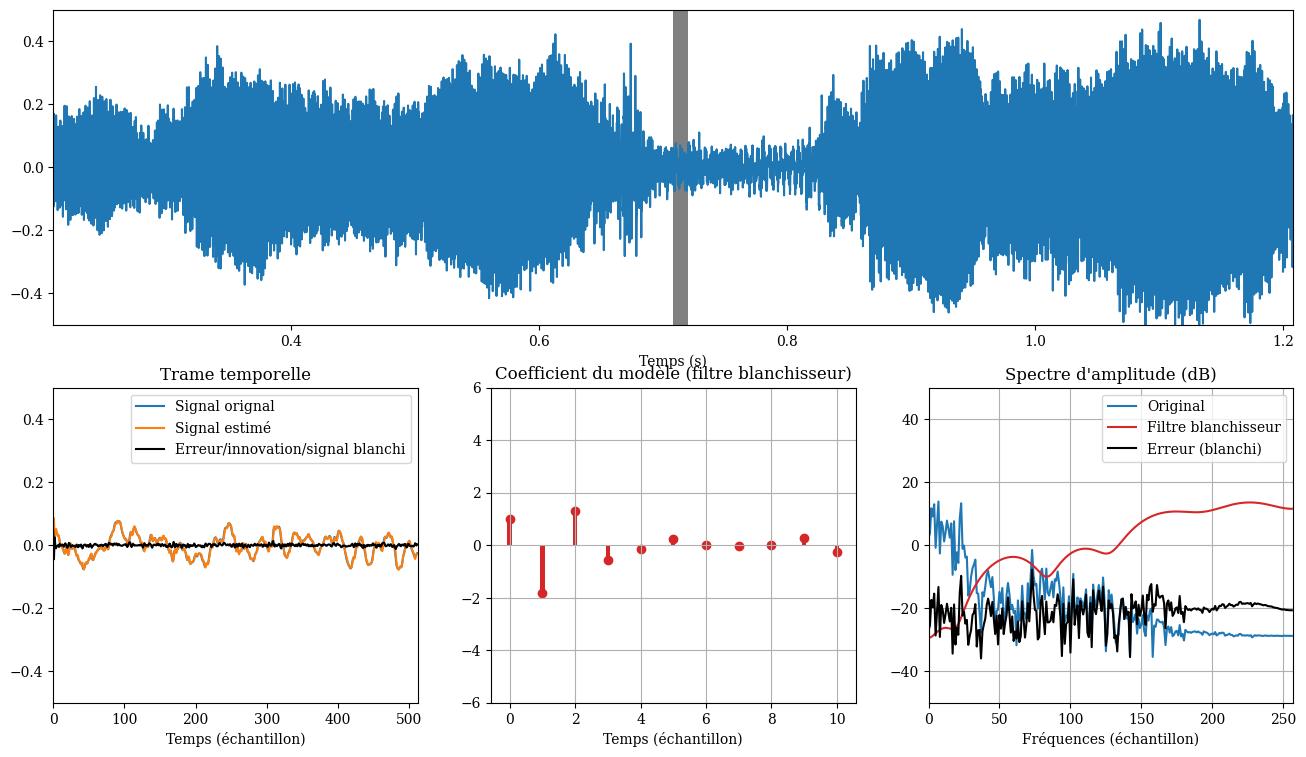 0.4
0.2
0.0
−0.2
−0.4
0.4 0.6 0.8 1.0 1.2
Temps (s)
Trame temporelle
Signal orignal
Signal estimé
Erreur/innovation/signal blanchi
0.4
0.2
0.0
−0.2
−0.4
0 100 200 300 400 500
Temps (échantillon)
Coefficient du modèle (filtre blanchisseur)
6
4
2
0
−2
−4
−6
0 2 4 6 8 10
Temps (échantillon)
Spectre d'amplitude (dB)
Original
Filtre blanchisseur
Erreur (blanchi)
40
20
0
−20
−40
0 50 100 150 200 250
Fréquences (échantillon)